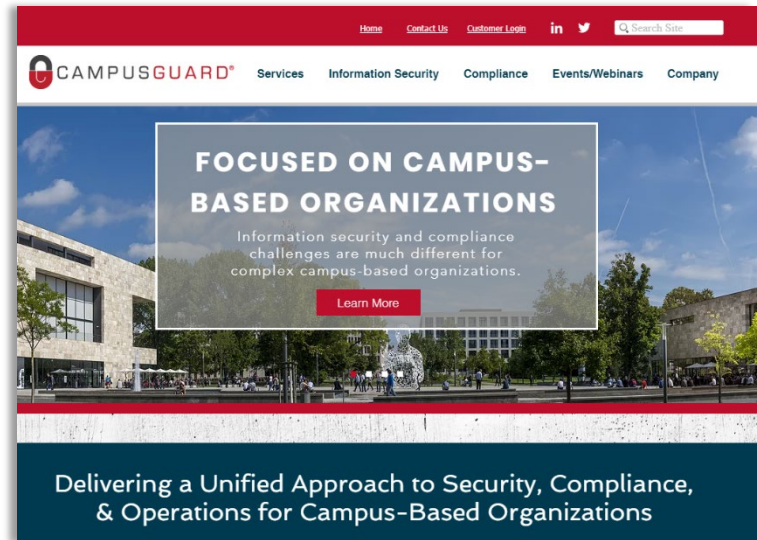 Home Contact Us Customer Login in Search Site
CAMPUSGUARD® Services Information Security Compliance Events/Webinars Company
FOCUSED ON CAMPUS-
BASED ORGANIZATIONS
Information security and compliance
challenges are much different for
complex campus-based organizations.
Learn More
Delivering a Unified Approach to Security, Compliance,
& Operations for Campus-Based Organizations